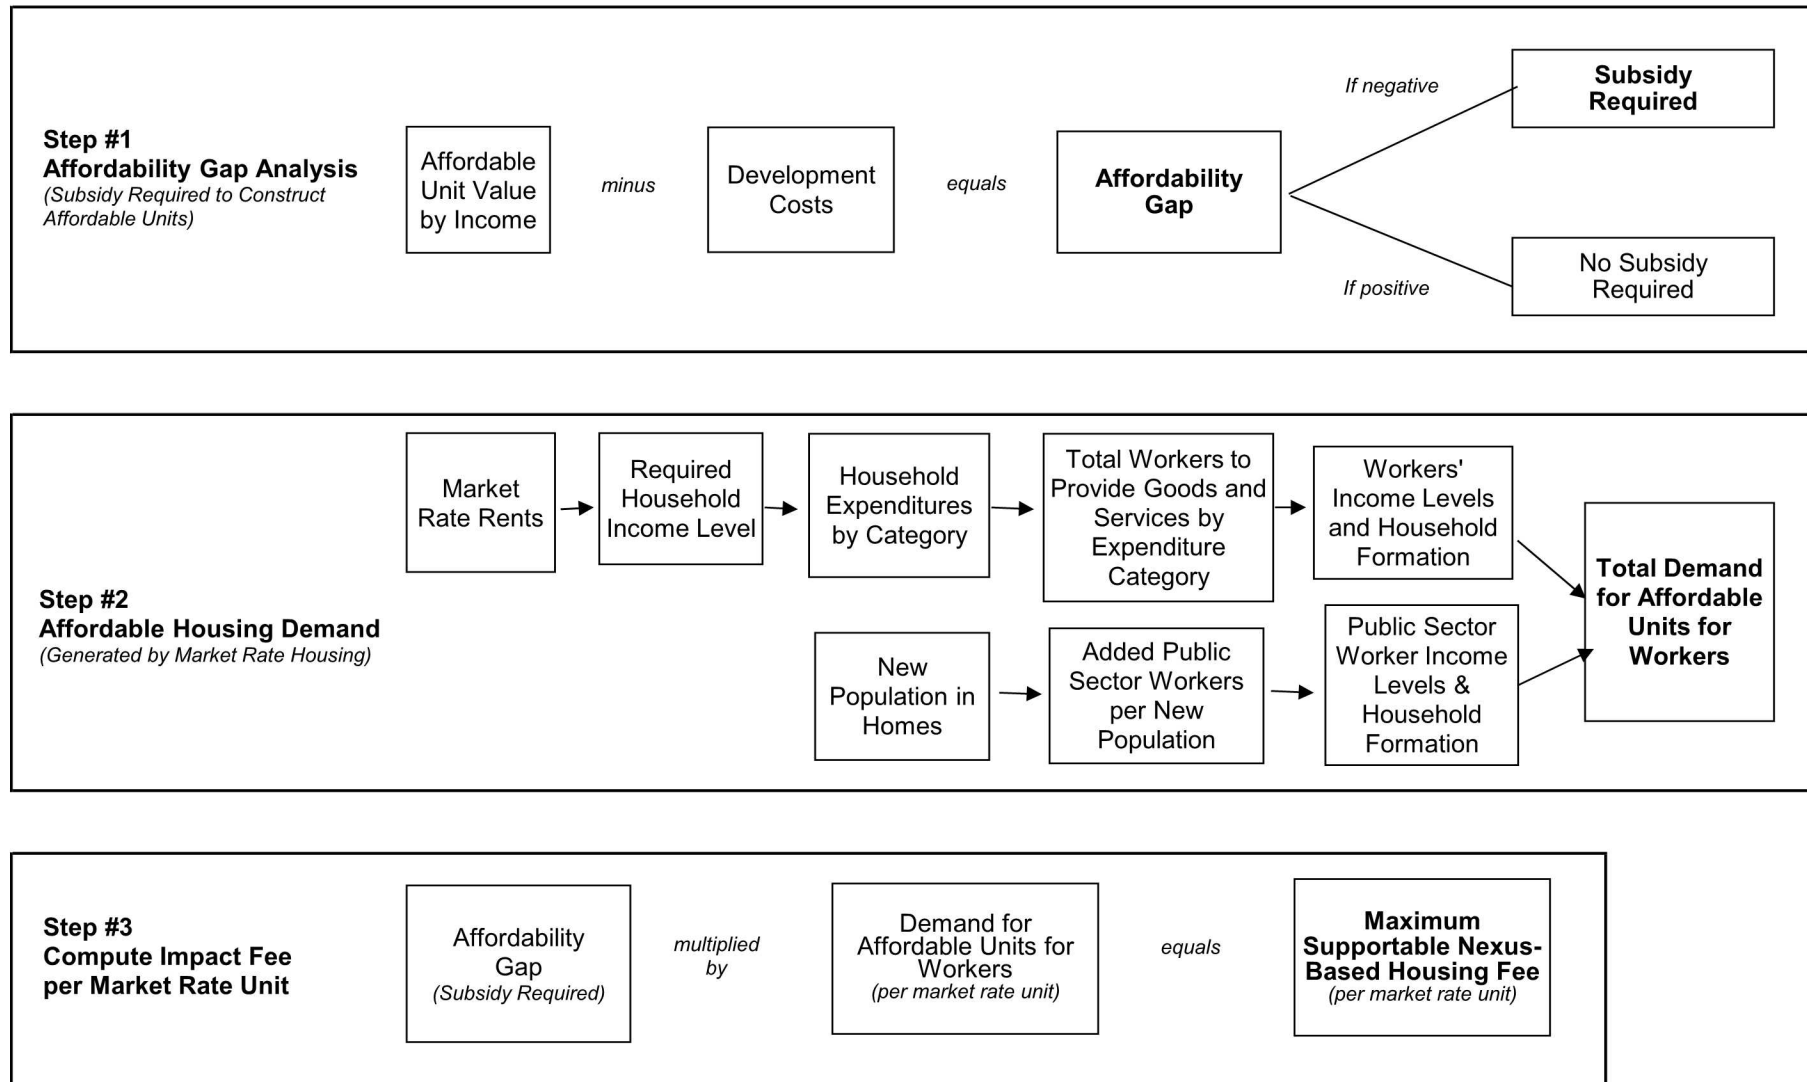 Step #1
Affordability Gap Analysis
(Subsidy Required to Construct
Affordable Units)
Affordable
Unit Value
by Income
minus
Development
Costs
equals
Affordability
Gap
If negative
Subsidy
Required
If positive
No Subsidy
Required
Step #2
Affordable Housing Demand
(Generated by Market Rate Housing)
Market
Rate Rents
Required
Household
Income Level
Household
Expenditures
by Category
Total Workers to
Provide Goods and
Services by
Expenditure
Category
Workers'
Income Levels
and Household
Formation
New
Population in
Homes
Added Public
Sector Workers
per New
Population
Public Sector
Worker Income
Levels &
Household
Formation
Total Demand
for Affordable
Units for
Workers
Step #3
Compute Impact Fee
per Market Rate Unit
Affordability
Gap
(Subsidy Required)
multiplied
by
Demand for
Affordable Units for
Workers
(per market rate unit)
equals
Maximum
Supportable Nexus-
Based Housing Fee
(per market rate unit)